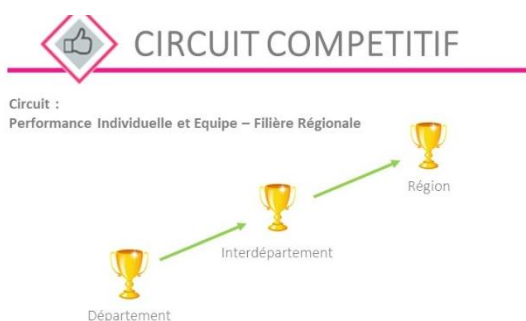 CIRCUIT COMPETITIF
Circuit :
Performance Individuelle et Equipe – Filière Régionale
Région
Interdépartement
Département